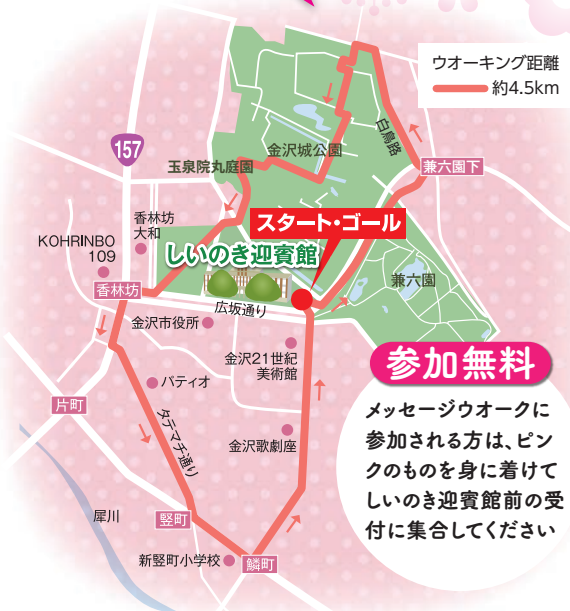 ウオーキング距離
約4.5km
157
白鳥路
金沢城公園
玉泉院丸庭園
兼六園下
香林坊
大和
スタート・ゴール
KOHRINBO
109
しいのき迎賓館
兼六園
香林坊
広坂通り
金沢市役所
金沢21世紀
美術館
参加無料
パティオ
メッセージウオークに
参加される方は、ピン
クのものを身に着けて
しいのき迎賓館前の受
付に集合してください
片町
タテマチ通り
金沢歌劇座
犀川
竪町
新竪町小学校
鱗町